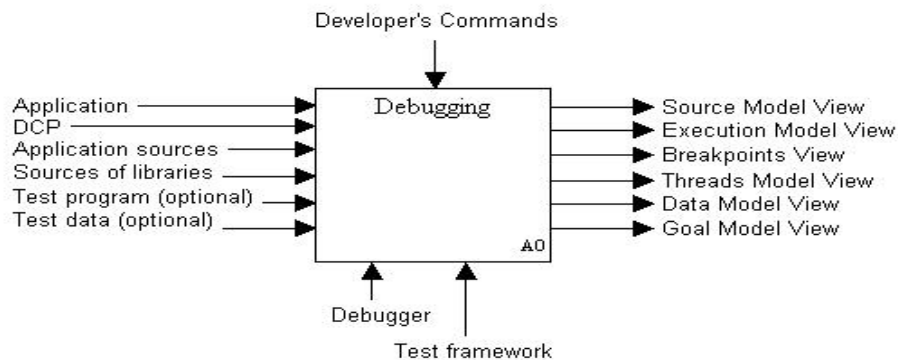 Developer's Commands
Debugging
Application
DCP
Application sources
Sources of libraries
Test program (optional)
Test data (optional)
Source Model View
Execution Model View
Breakpoints View
Threads Model View
Data Model View
Goal Model View
A0
Debugger
Test framework